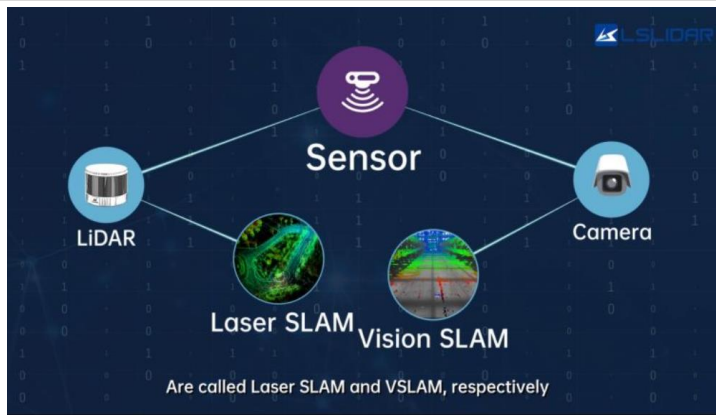 LSLIDAR
Sensor
LiDAR
Camera
Laser SLAM
Vision SLAM
Are called Laser SLAM and VSLAM, respectively